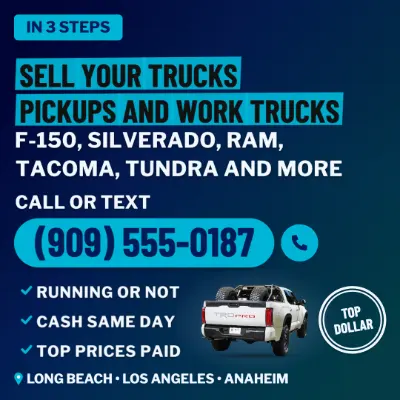 IN 3 STEPS
SELL YOUR TRUCKS
PICKUPS AND WORK TRUCKS
F-150, SILVERADO, RAM,
TACOMA, TUNDRA AND MORE
CALL OR TEXT
(909) 555-0187
RUNNING OR NOT
CASH SAME DAY
TOP PRICES PAID
TRD PRO
TOP
DOLLAR
LONG BEACH • LOS ANGELES • ANAHEIM